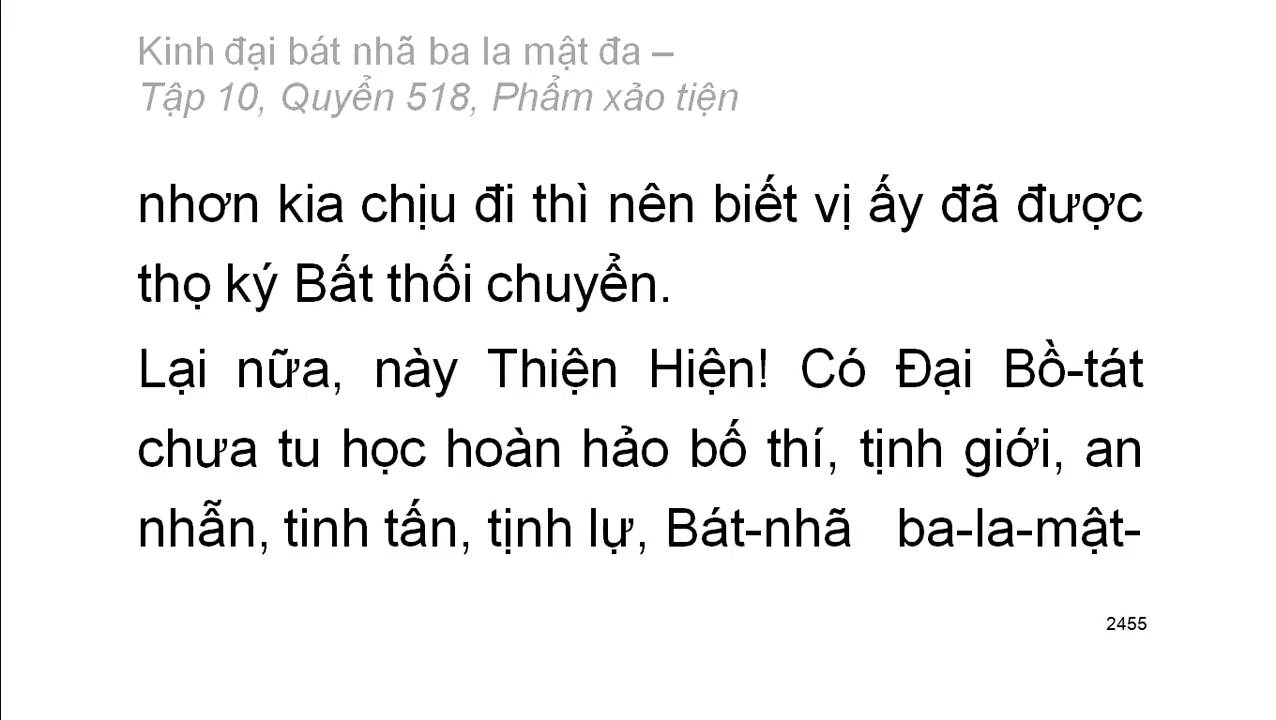 Kinh đại bát nhã ba la mật đa –
Tập 10, Quyển 518, Phẩm xảo tiện
nhơn kia chịu đi thì nên biết vị ấy đã được
thọ ký Bất thối chuyển.
Lại nữa, này Thiện Hiện! Có Đại Bồ-tát
chưa tu học hoàn hảo bố thí, tịnh giới, an
nhẫn, tinh tấn, tịnh lự, Bát-nhã ba-la-mật-
2455